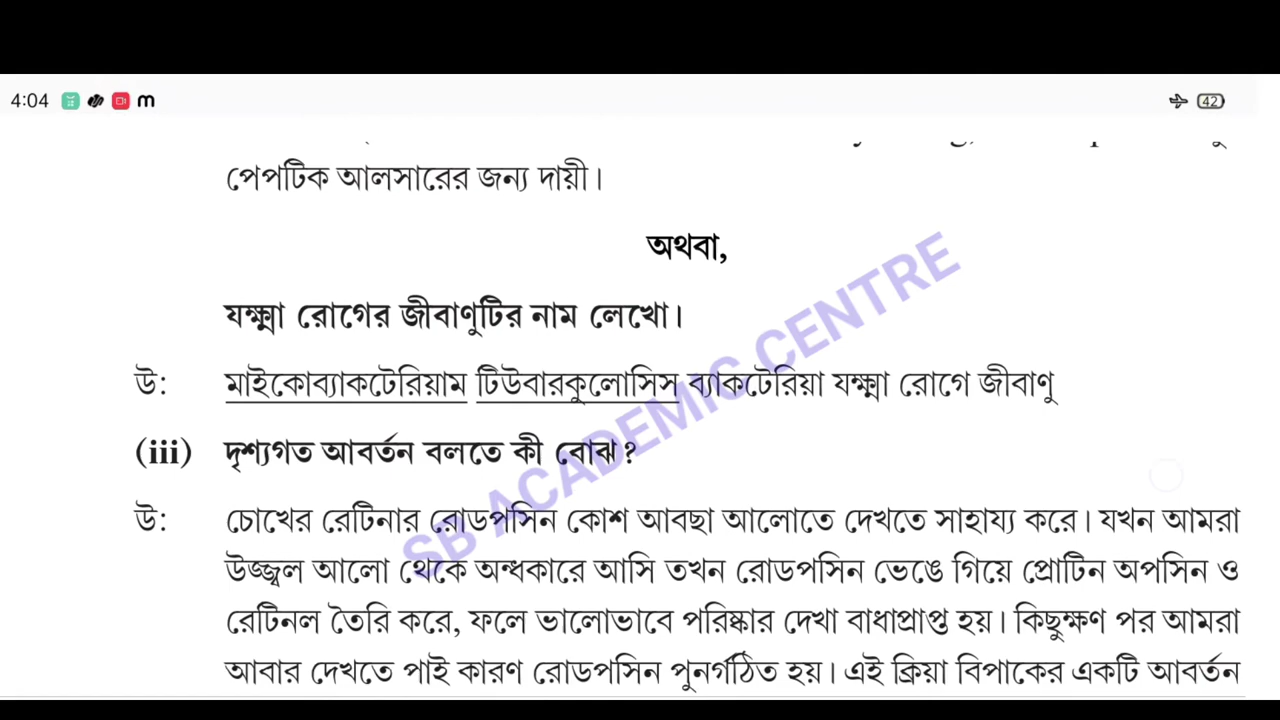 4:04
m
42
পেপটিক আলসারের জন্য দায়ী।
অথবা,
যক্ষ্মা রোগের জীবাণুটির নাম লেখো।
উ: মাইকোব্যাকটেরিয়াম টিউবারকুলোসিস ব্যাকটেরিয়া যক্ষ্মা রোগে জীবাণু
(iii) দৃশ্যগত আবর্তন বলতে কী বোঝ?
উ: চোখের রেটিনার রোডপসিন কোশ আবছা আলোতে দেখতে সাহায্য করে। যখন আমরা
উজ্জ্বল আলো থেকে অন্ধকারে আসি তখন রোডপসিন ভেঙে গিয়ে প্রোটিন অপসিন ও
রেটিনল তৈরি করে, ফলে ভালোভাবে পরিষ্কার দেখা বাধাপ্রাপ্ত হয়। কিছুক্ষণ পর আমরা
আবার দেখতে পাই কারণ রোডপসিন পুনর্গঠিত হয়। এই ক্রিয়া বিপাকের একটি আবর্তন
SB ACADEMIC CENTRE